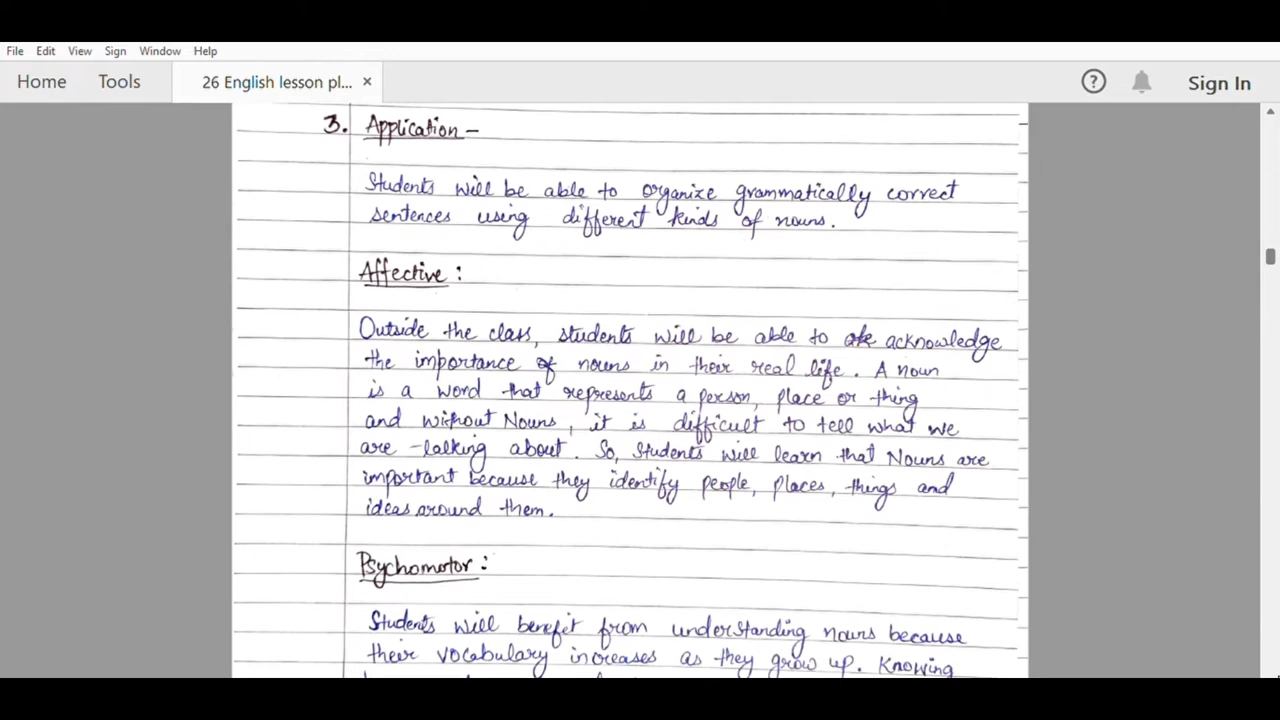 File Edit View Sign Window Help
Home Tools 26 English lesson pl... × ? Sign In
3. Application -
Students will be able to organize grammatically correct
sentences using different kinds of nouns.
Affective :
Outside the class, students will be able to acknowledge
the importance of nouns in their real life. A noun
is a word that represents a person, place or thing
and without Nouns, it is difficult to tell what we
are talking about. So, Students will learn that Nouns are
important because they identify people, places, things and
ideas around them.
Psychomotor :
Students will benefit from understanding nouns because
their vocabulary increases as they grow up. Knowing